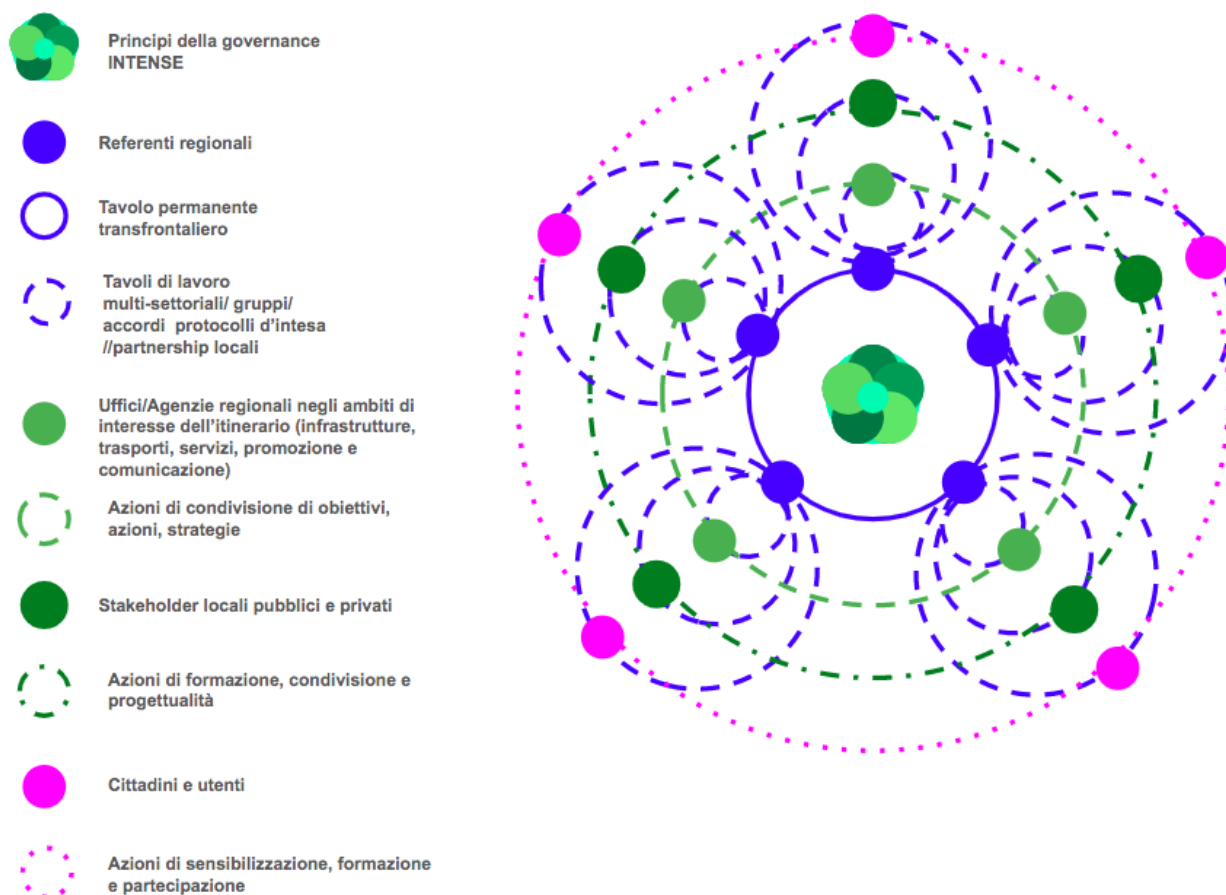 Principi della governance
INTENSE
Referenti regionali
Tavolo permanente
transfrontaliero
Tavoli di lavoro
multi-settoriali/ gruppi/
accordi protocolli d'intesa
//partnership locali
Uffici/Agenzie regionali negli ambiti di
interesse dell'itinerario (infrastrutture,
trasporti, servizi, promozione e
comunicazione)
Azioni di condivisione di obiettivi,
azioni, strategie
Stakeholder locali pubblici e privati
Azioni di formazione, condivisione e
progettualità
Cittadini e utenti
Azioni di sensibilizzazione, formazione
e partecipazione